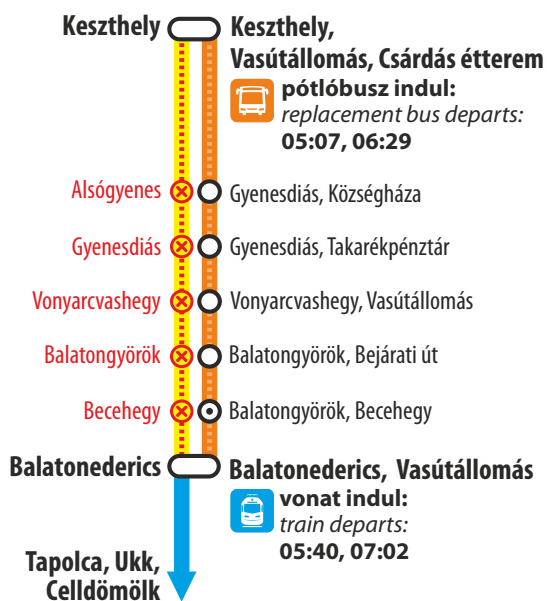 Keszthely
Keszthely,
Vasútállomás, Csárdás étterem
pótlóbusz indul:
replacement bus departs:
05:07, 06:29
Alsógyenes
Gyenesdiás, Községháza
Gyenesdiás
Gyenesdiás, Takarékpénztár
Vonyarcvashegy
Vonyarcvashegy, Vasútállomás
Balatongyörök
Balatongyörök, Bejárati út
Becehegy
Balatongyörök, Becehegy
Balatonederics
Balatonederics, Vasútállomás
vonat indul:
train departs:
05:40, 07:02
Tapolca, Ukk,
Celldömölk